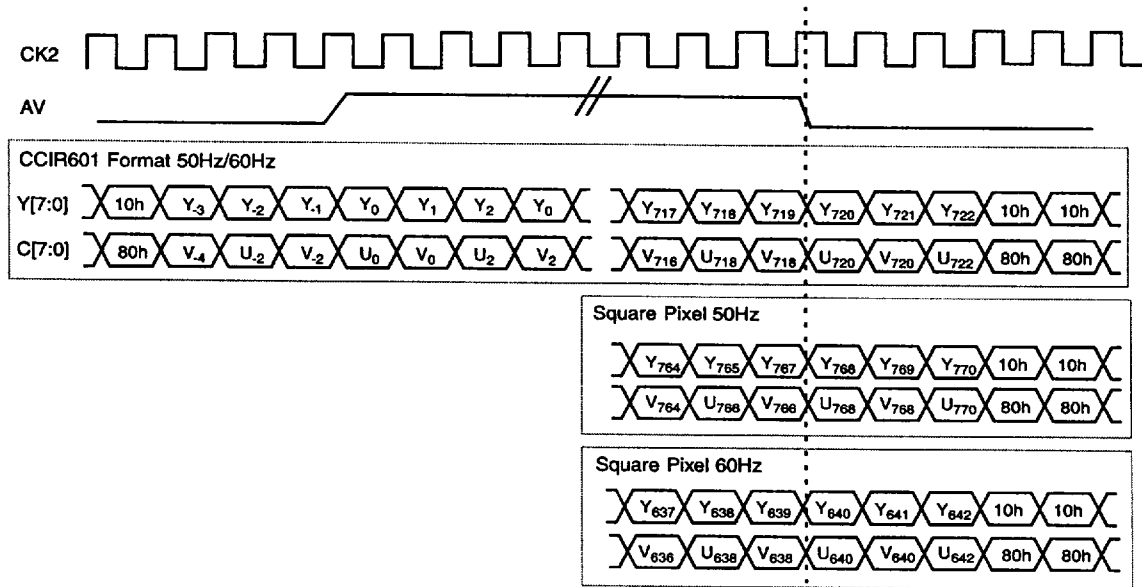 CK2
AV
CCIR601 Format 50Hz/60Hz
Y[7:0] 10h Y-3 Y-2 Y-1 Y0 Y1 Y2 Y0 Y717 Y718 Y719 Y720 Y721 Y722 10h 10h
C[7:0] 80h V-4 U-2 V-2 U0 V0 U2 V2 V716 U718 V718 U720 V720 U722 80h 80h
Square Pixel 50Hz
Y764 Y765 Y767 Y768 Y769 Y770 10h 10h
V764 U766 V766 U768 V768 U770 80h 80h
Square Pixel 60Hz
Y637 Y638 Y639 Y640 Y641 Y642 10h 10h
V636 U638 V638 U640 V640 U642 80h 80h